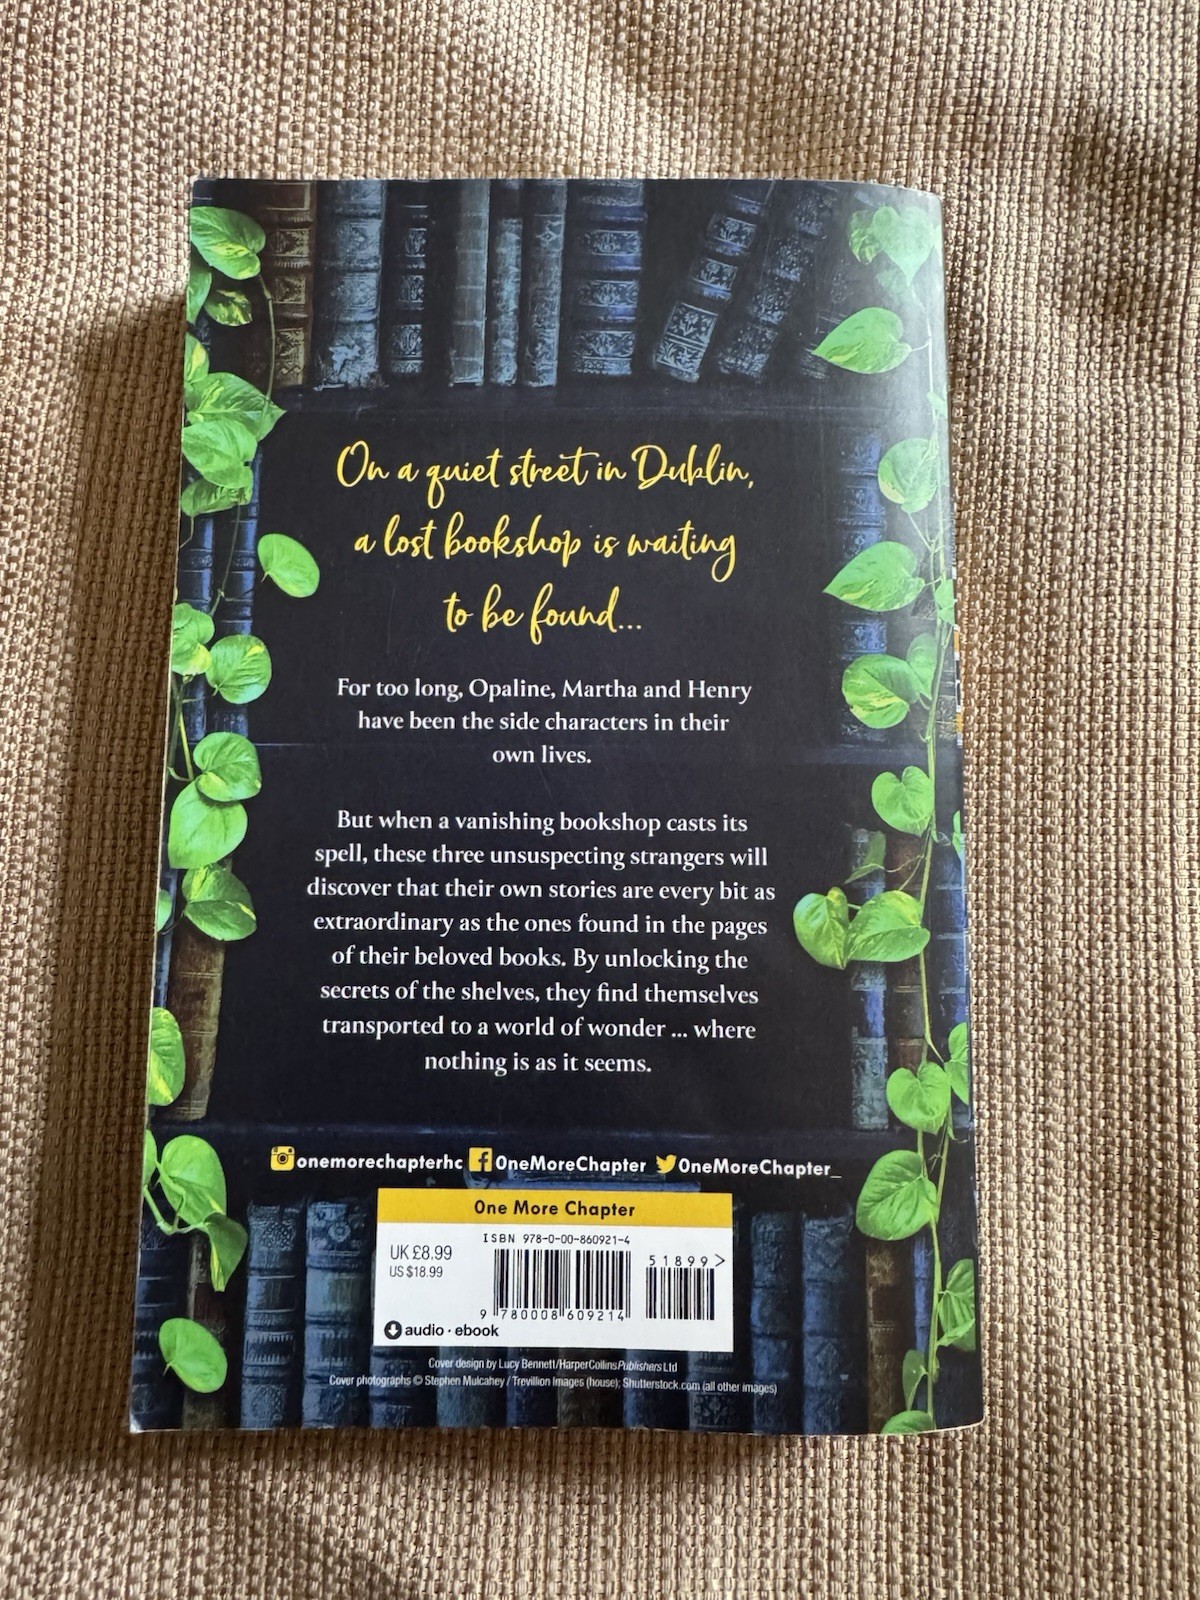 On a quiet street in Dublin,
a lost bookshop is waiting
to be found...
For too long, Opaline, Martha and Henry
have been the side characters in their
own lives.
But when a vanishing bookshop casts its
spell, these three unsuspecting strangers will
discover that their own stories are every bit as
extraordinary as the ones found in the pages
of their beloved books. By unlocking the
secrets of the shelves, they find themselves
transported to a world of wonder ... where
nothing is as it seems.
onemorechapterhc OneMoreChapter OneMoreChapter_
One More Chapter
ISBN 978-0-00-860921-4
UK £8.99
US $18.99
51899>
9 780008 609214
audio · ebook
Cover design by Lucy Bennett/HarperCollinsPublishers Ltd
Cover photographs © Stephen Mulcahey / Trevillion Images (house); Shutterstock.com (all other images)